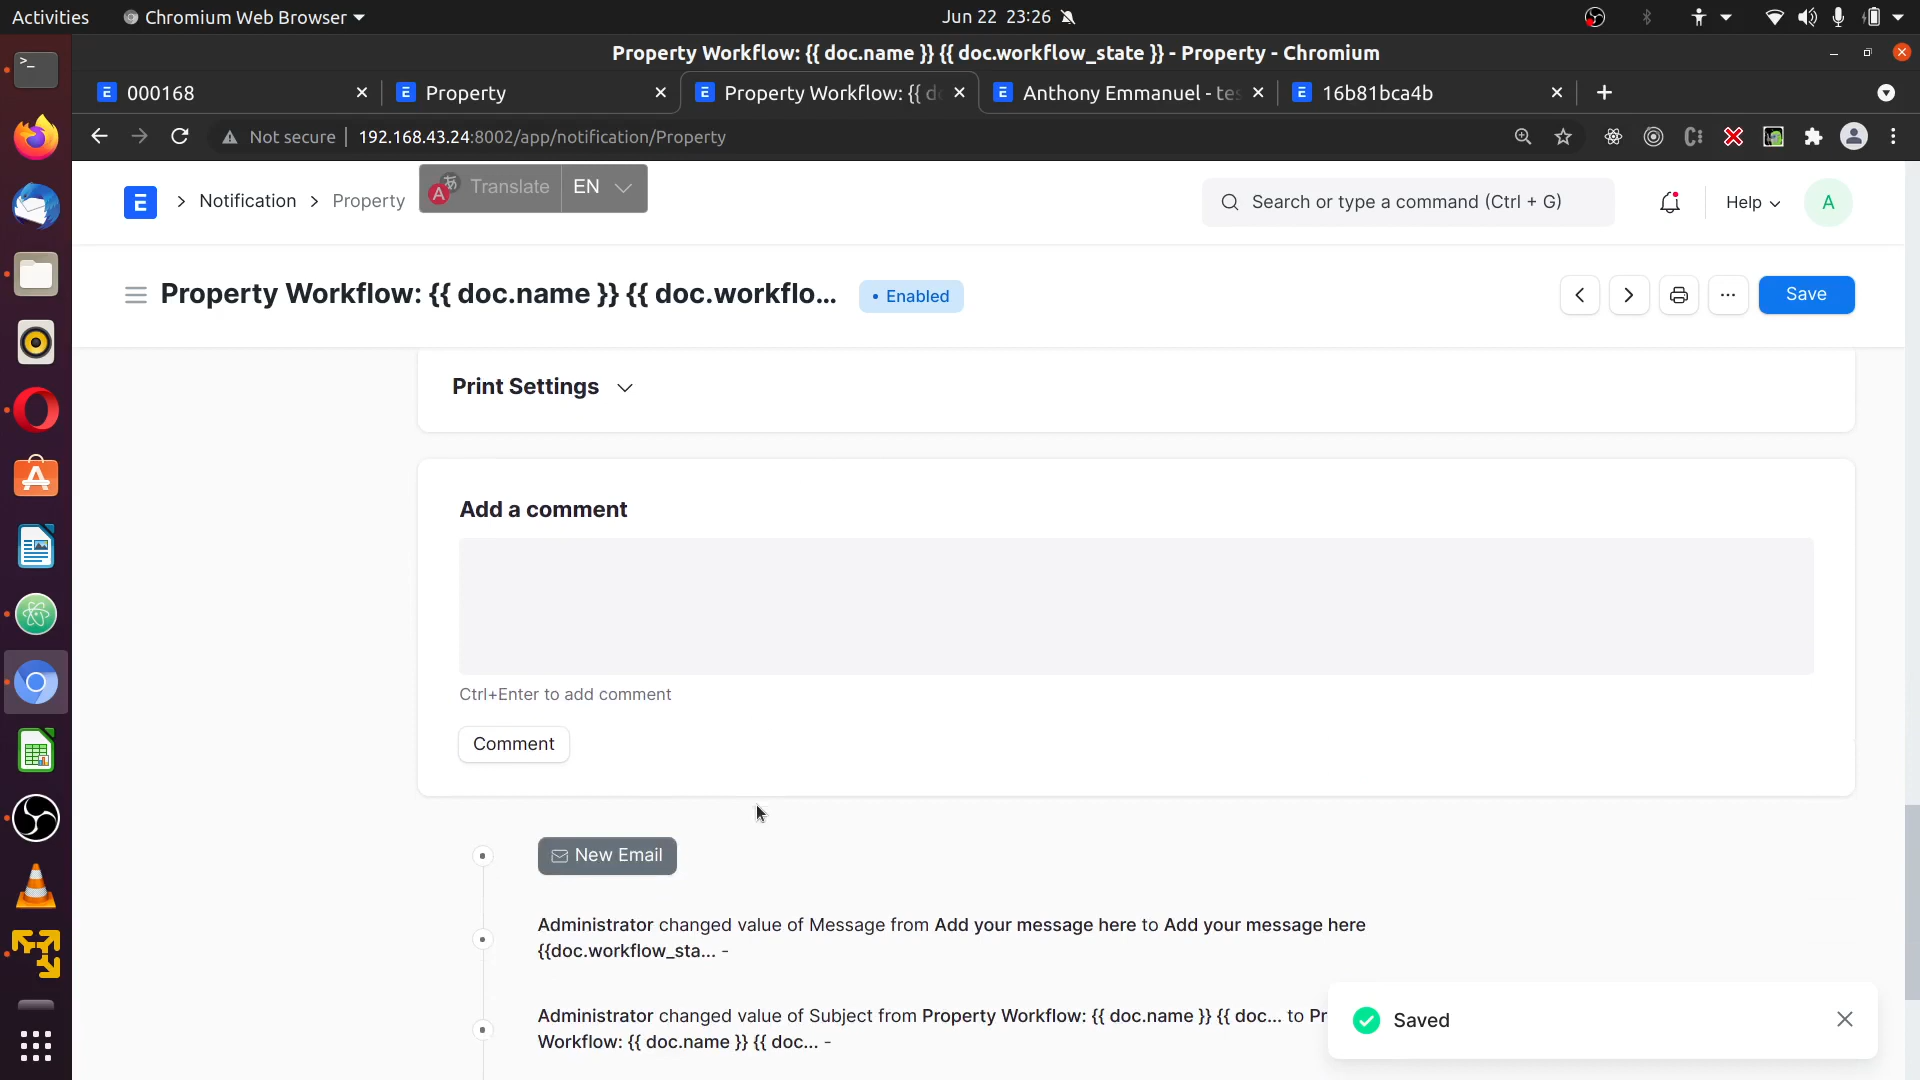 Activities
Chromium Web Browser
Jun 22 23:26
Property Workflow: {{ doc.name }} {{ doc.workflow_state }} - Property - Chromium
000168
Property
Property Workflow: {{ d
Anthony Emmanuel - tes
16b81bca4b
Not secure
192.168.43.24:8002/app/notification/Property
Notification
Property
Translate
EN
Search or type a command (Ctrl + G)
Help
A
Property Workflow: {{ doc.name }} {{ doc.workflo...
Enabled
Save
Print Settings
Add a comment
Ctrl+Enter to add comment
Comment
New Email
Administrator changed value of Message from Add your message here to Add your message here
{{doc.workflow_sta... -
Administrator changed value of Subject from Property Workflow: {{ doc.name }} {{ doc... to Pr
Workflow: {{ doc.name }} {{ doc... -
Saved